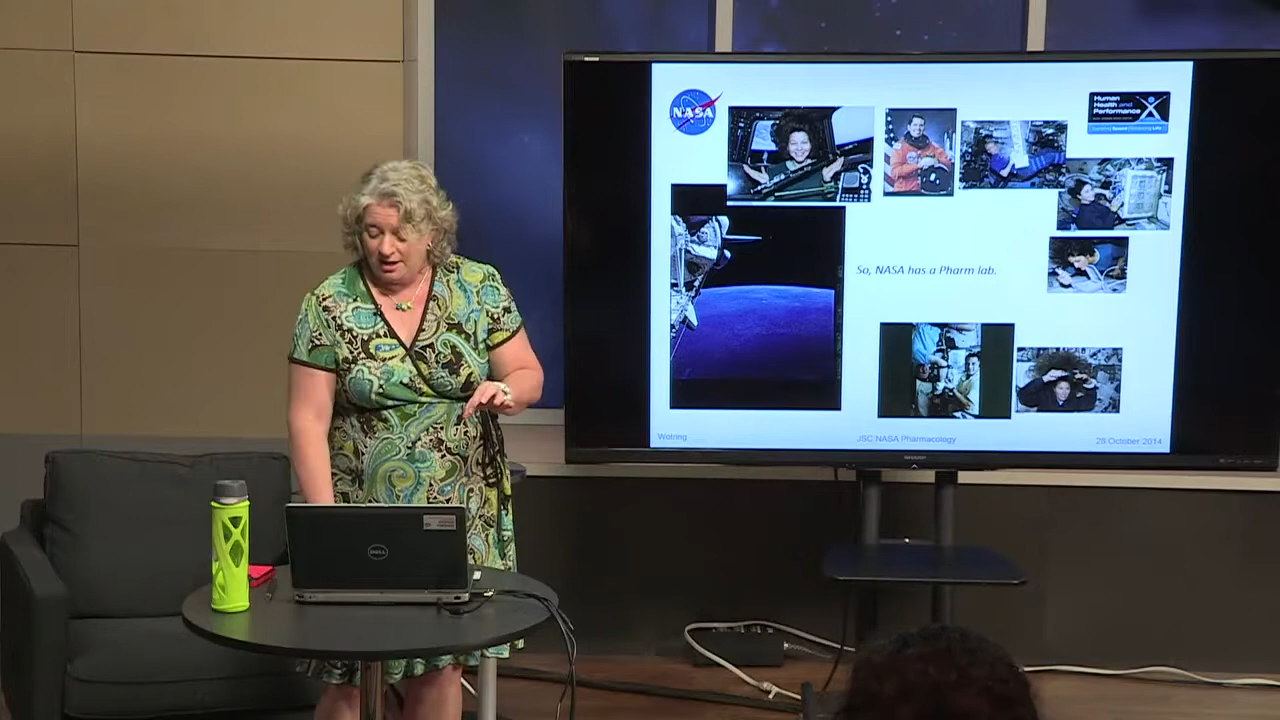 NASA
Human
Health and
Performance
So, NASA has a Pharm lab.
Wotring
JSC NASA Pharmacology
28 October 2014
SHARP
DELL